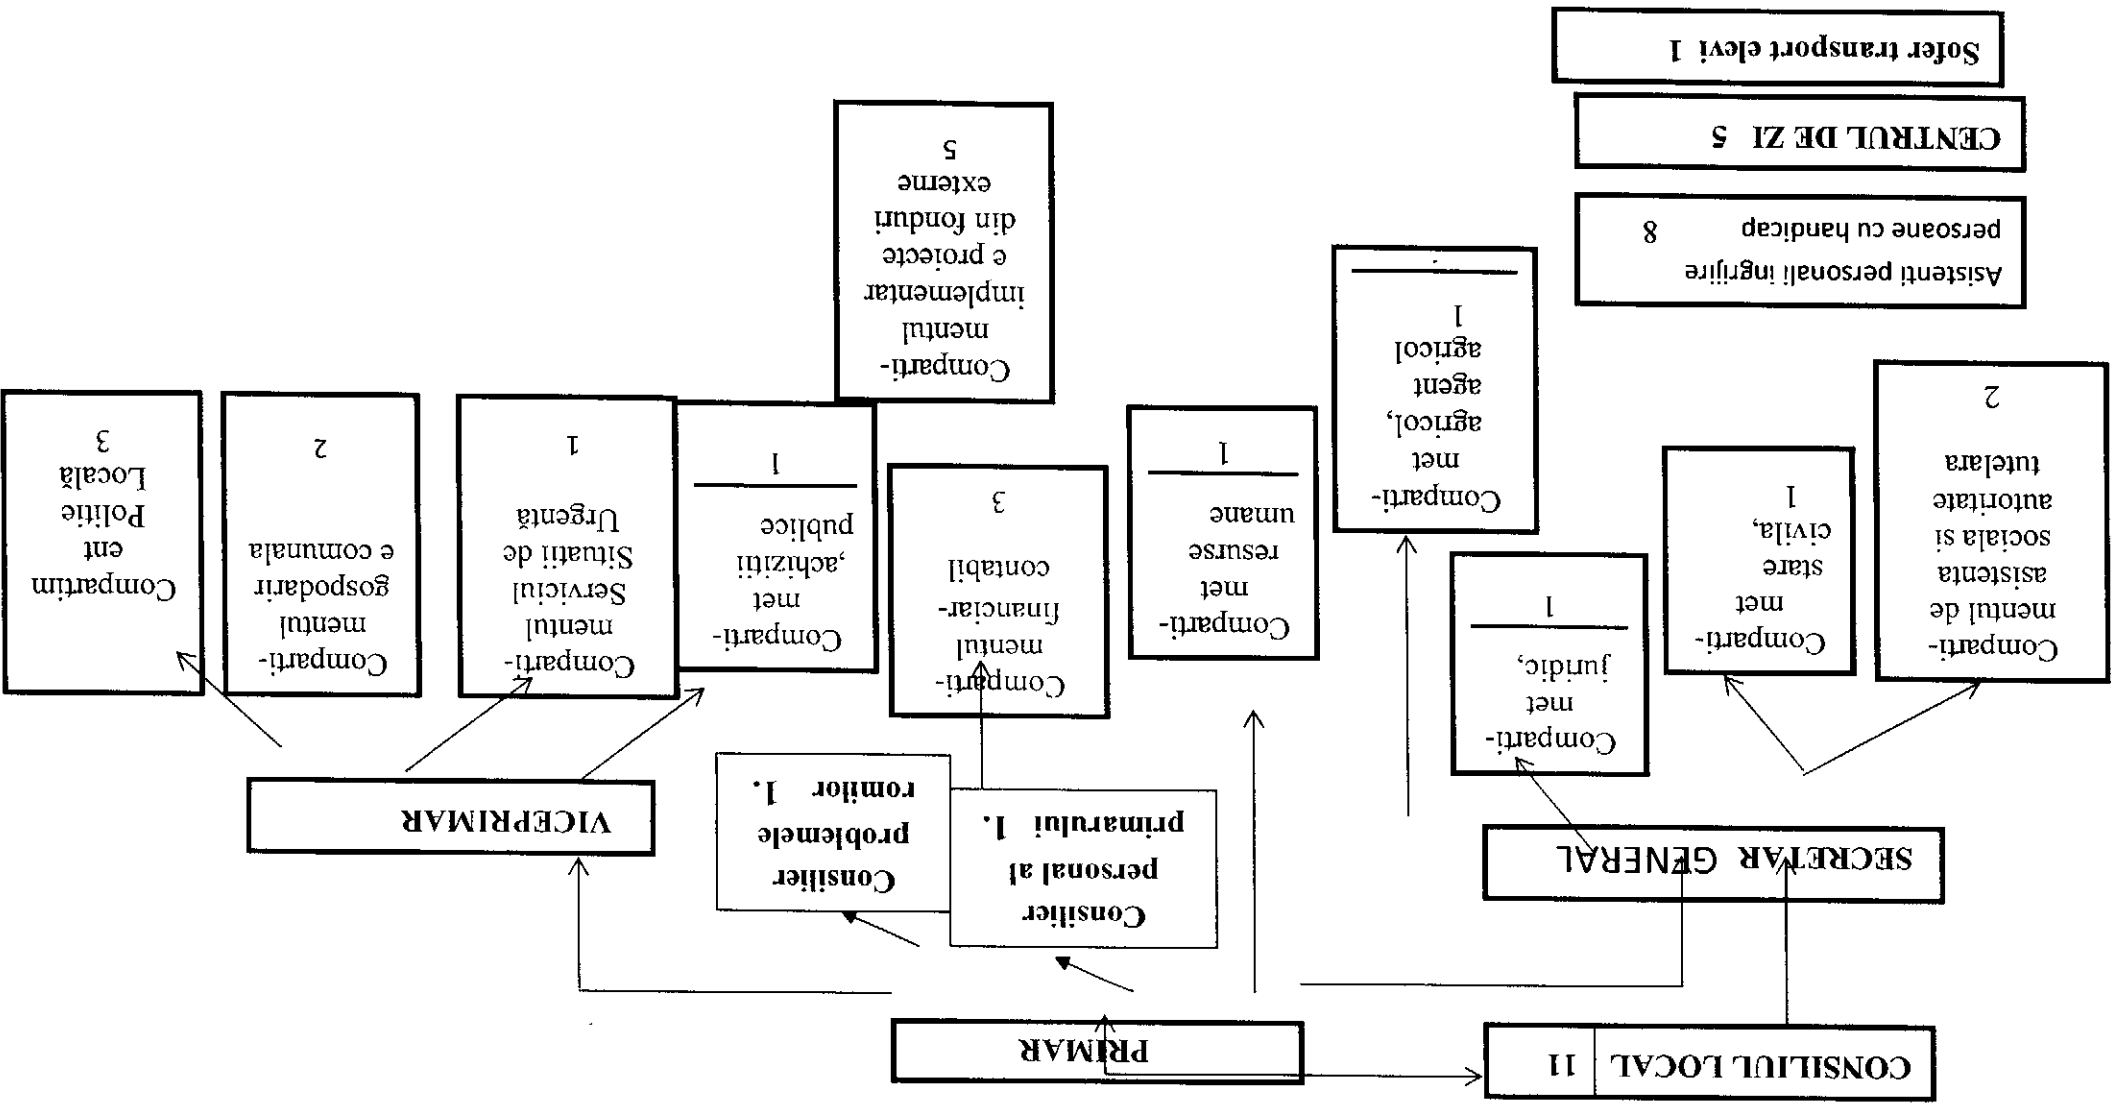 CONSILIUL LOCAL 11
PRIMAR
SECRETAR GENERAL
Consilier
personal al
primarului 1.
Consilier
problemele
romilor 1.
VICEPRIMAR
Comparti-
mentul de
asistenta
sociala si
autoritate
tutelara
2
Comparti-
met
stare
civila,
1
Comparti-
met
juridic,
1
Comparti-
met
agricol,
agent
agricol
1
Comparti-
met
resurse
umane
1
Comparti-
mentul
financiar-
contabil
3
Comparti-
met
,achizitii
publice
1
Comparti-
mentul
Serviciul
Situatii de
Urgentă
1
Comparti-
mentul
gospodarir
e comunala
2
Compartim
ent
Politie
Locală
3
Comparti-
mentul
implementar
e proiecte
din fonduri
externe
5
Asistenti personali ingrijire
persoane cu handicap 8
CENTRUL DE ZI 5
Sofer transport elevi 1